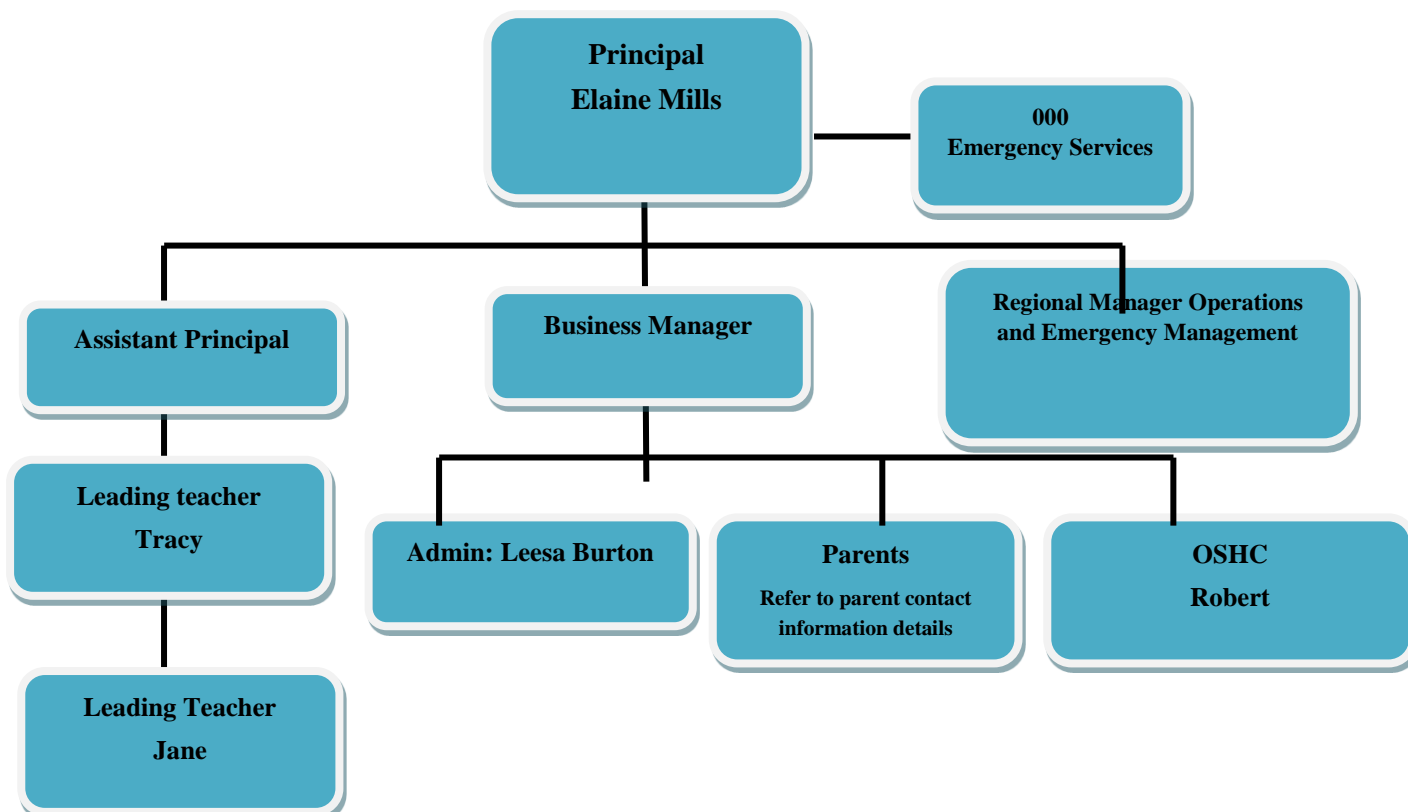 Principal
Elaine Mills
000
Emergency Services
Assistant Principal
Business Manager
Regional Manager Operations
and Emergency Management
Leading teacher
Tracy
Admin: Leesa Burton
Parents
Refer to parent contact
information details
OSHC
Robert
Leading Teacher
Jane